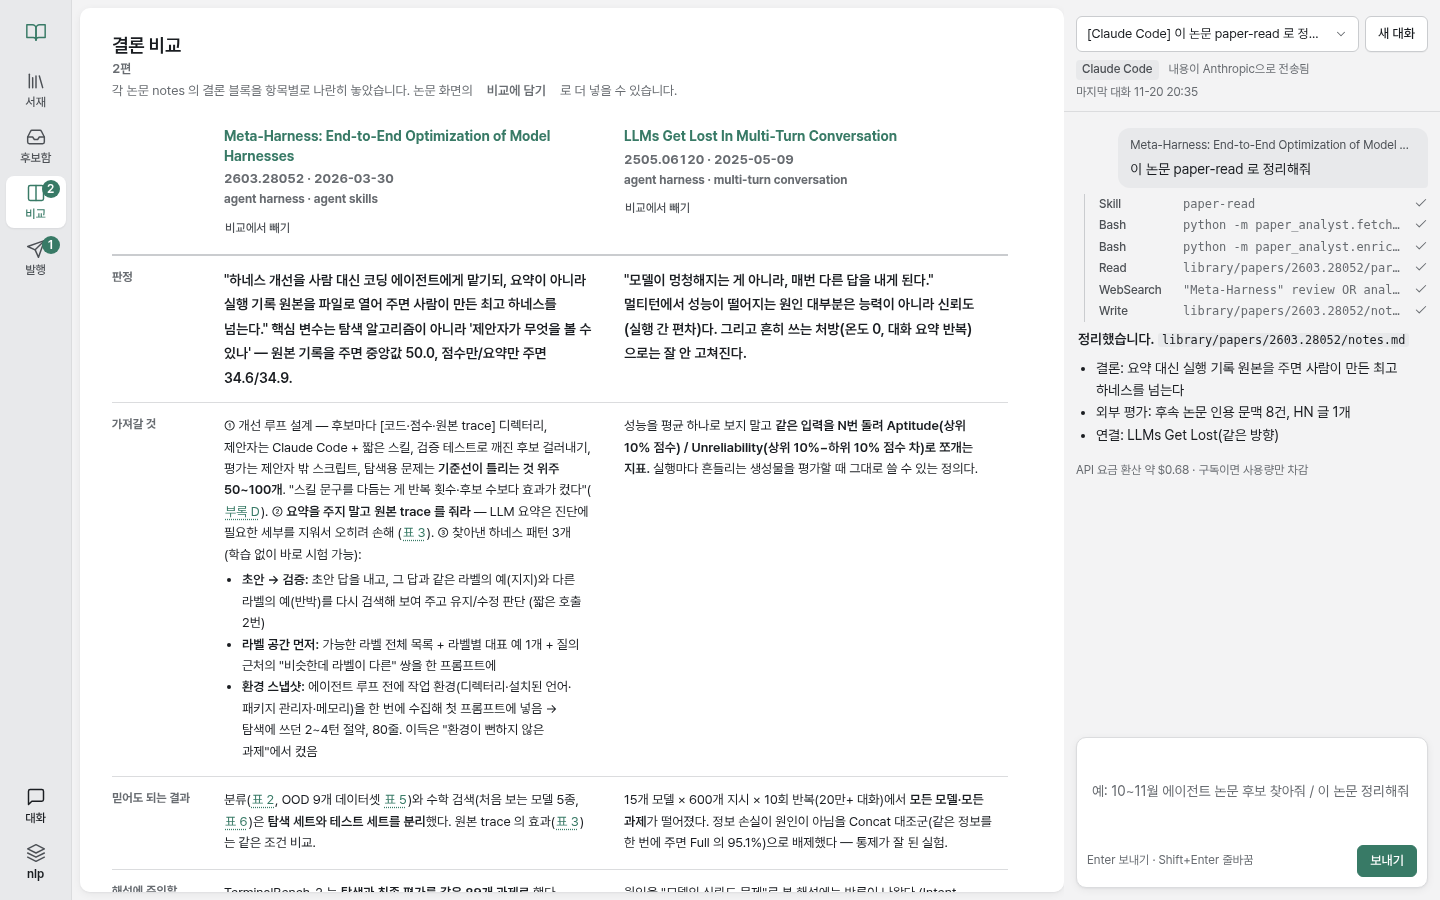 서재
후보함
비교
2
발행
1
대화
nlp
결론 비교
2편
각 논문 notes 의 결론 블록을 항목별로 나란히 놓았습니다. 논문 화면의 비교에 담기 로 더 넣을 수 있습니다.
Meta-Harness: End-to-End Optimization of Model
Harnesses
2603.28052 · 2026-03-30
agent harness · agent skills
비교에서 빼기
LLMs Get Lost In Multi-Turn Conversation
2505.06120 · 2025-05-09
agent harness · multi-turn conversation
비교에서 빼기
판정
"하네스 개선을 사람 대신 코딩 에이전트에게 맡기되, 요약이 아니라
실행 기록 원본을 파일로 열어 주면 사람이 만든 최고 하네스를
넘는다." 핵심 변수는 탐색 알고리즘이 아니라 '제안자가 무엇을 볼 수
있나' — 원본 기록을 주면 중앙값 50.0, 점수만/요약만 주면
34.6/34.9.
"모델이 멍청해지는 게 아니라, 매번 다른 답을 내게 된다."
멀티턴에서 성능이 떨어지는 원인 대부분은 능력이 아니라 신뢰도
(실행 간 편차)다. 그리고 흔히 쓰는 처방(온도 0, 대화 요약 반복)
으로는 잘 안 고쳐진다.
가져갈 것
① 개선 루프 설계 — 후보마다 [코드·점수·원본 trace] 디렉터리,
제안자는 Claude Code + 짧은 스킬, 검증 테스트로 깨진 후보 걸러내기,
평가는 제안자 밖 스크립트, 탐색용 문제는 기준선이 틀리는 것 위주
50~100개. "스킬 문구를 다듬는 게 반복 횟수·후보 수보다 효과가 컸다"(
부록 D). ② 요약을 주지 말고 원본 trace 를 줘라 — LLM 요약은 진단에
필요한 세부를 지워서 오히려 손해 (표 3). ③ 찾아낸 하네스 패턴 3개
(학습 없이 바로 시험 가능):
• 초안 → 검증: 초안 답을 내고, 그 답과 같은 라벨의 예(지지)와 다른
라벨의 예(반박)를 다시 검색해 보여 주고 유지/수정 판단 (짧은 호출
2번)
• 라벨 공간 먼저: 가능한 라벨 전체 목록 + 라벨별 대표 예 1개 + 질의
근처의 "비슷한데 라벨이 다른" 쌍을 한 프롬프트에
• 환경 스냅샷: 에이전트 루프 전에 작업 환경(디렉터리·설치된 언어·
패키지 관리자·메모리)을 한 번에 수집해 첫 프롬프트에 넣음 →
탐색에 쓰던 2~4턴 절약, 80줄. 이득은 "환경이 뻔하지 않은
과제"에서 컸음
성능을 평균 하나로 보지 말고 같은 입력을 N번 돌려 Aptitude(상위
10% 점수) / Unreliability(상위 10%−하위 10% 점수 차)로 쪼개는
지표. 실행마다 흔들리는 생성물을 평가할 때 그대로 쓸 수 있는 정의다.
믿어도 되는 결과
분류(표 2, OOD 9개 데이터셋 표 5)와 수학 검색(처음 보는 모델 5종,
표 6)은 탐색 세트와 테스트 세트를 분리했다. 원본 trace 의 효과(표 3)
는 같은 조건 비교.
15개 모델 × 600개 지시 × 10회 반복(20만+ 대화)에서 모든 모델·모든
과제가 떨어졌다. 정보 손실이 원인이 아님을 Concat 대조군(같은 정보를
한 번에 주면 Full 의 95.1%)으로 배제했다 — 통제가 잘 된 실험.
해석에 주의할
TerminalBench-2 는 탐색과 최종 평가를 같은 89개 과제로 했다.
원인을 "모델의 신뢰도 문제"로 본 해석에는 반론이 나왔다 (Intent
[Claude Code] 이 논문 paper-read 로 정...
새 대화
Claude Code 내용이 Anthropic으로 전송됨
마지막 대화 11-20 20:35
Meta-Harness: End-to-End Optimization of Model ...
이 논문 paper-read 로 정리해줘
Skill paper-read
Bash python -m paper_analyst.fetch…
Bash python -m paper_analyst.enric…
Read library/papers/2603.28052/par…
WebSearch "Meta-Harness" review OR anal…
Write library/papers/2603.28052/not…
정리했습니다. library/papers/2603.28052/notes.md
• 결론: 요약 대신 실행 기록 원본을 주면 사람이 만든 최고
하네스를 넘는다
• 외부 평가: 후속 논문 인용 문맥 8건, HN 글 1개
• 연결: LLMs Get Lost(같은 방향)
API 요금 환산 약 $0.68 · 구독이면 사용량만 차감
예: 10~11월 에이전트 논문 후보 찾아줘 / 이 논문 정리해줘
Enter 보내기 · Shift+Enter 줄바꿈
보내기